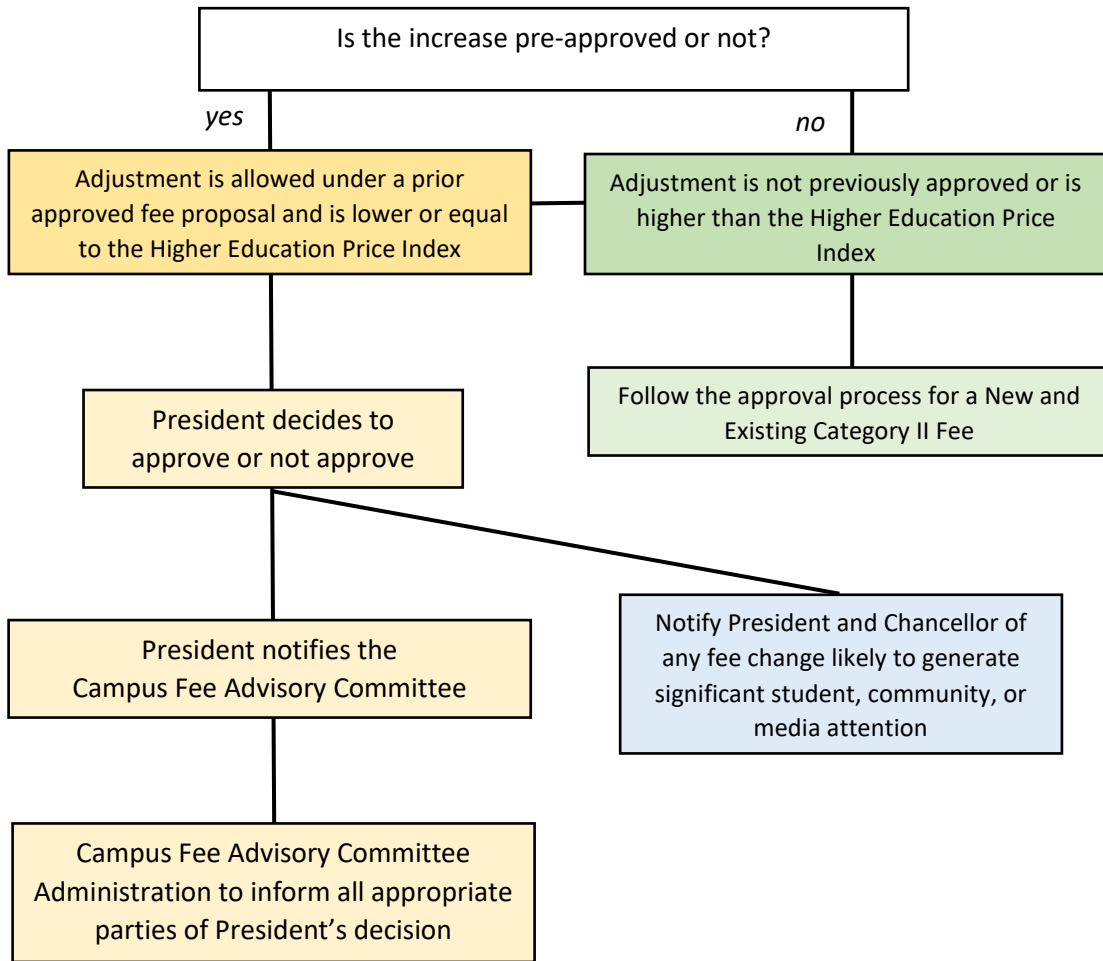 Is the increase pre-approved or not?
yes
no
Adjustment is allowed under a prior
approved fee proposal and is lower or equal
to the Higher Education Price Index
Adjustment is not previously approved or is
higher than the Higher Education Price
Index
President decides to
approve or not approve
Follow the approval process for a New and
Existing Category II Fee
President notifies the
Campus Fee Advisory Committee
Notify President and Chancellor of
any fee change likely to generate
significant student, community, or
media attention
Campus Fee Advisory Committee
Administration to inform all appropriate
parties of President’s decision